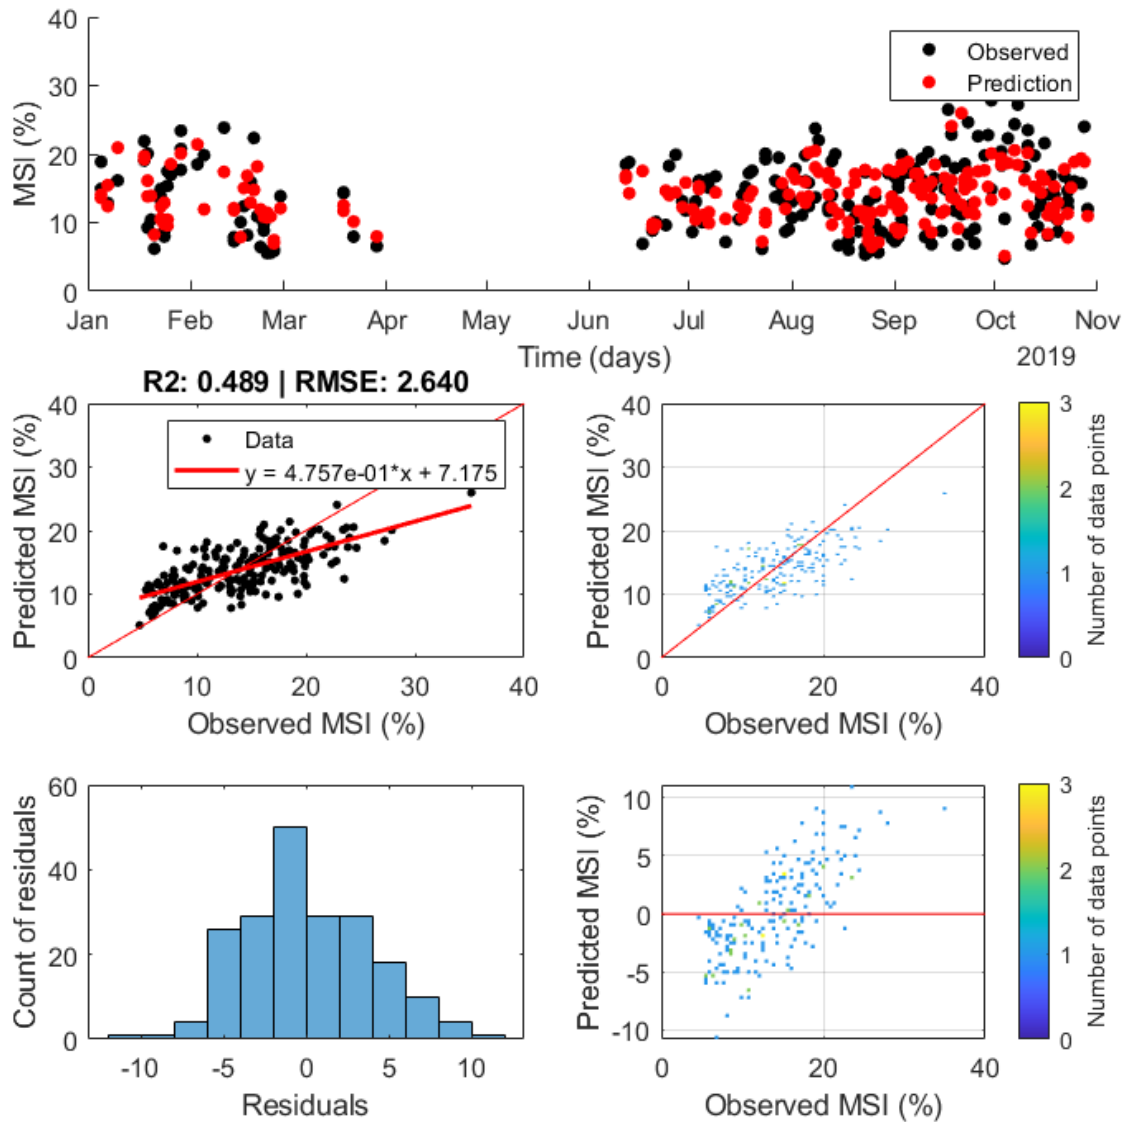 40
30
20
10
0
MSI (%)
Observed
Prediction
Jan Feb Mar Apr May Jun Jul Aug Sep Oct Nov
Time (days)
2019
R2: 0.489 | RMSE: 2.640
40
30
20
10
0
Predicted MSI (%)
Data
y = 4.757e-01*x + 7.175
0 10 20 30 40
Observed MSI (%)
40
30
20
10
0
Predicted MSI (%)
0 20 40
Observed MSI (%)
3
2
1
0
Number of data points
60
40
20
0
Count of residuals
-10 -5 0 5 10
Residuals
10
5
0
-5
-10
Predicted MSI (%)
0 20 40
Observed MSI (%)
3
2
1
0
Number of data points